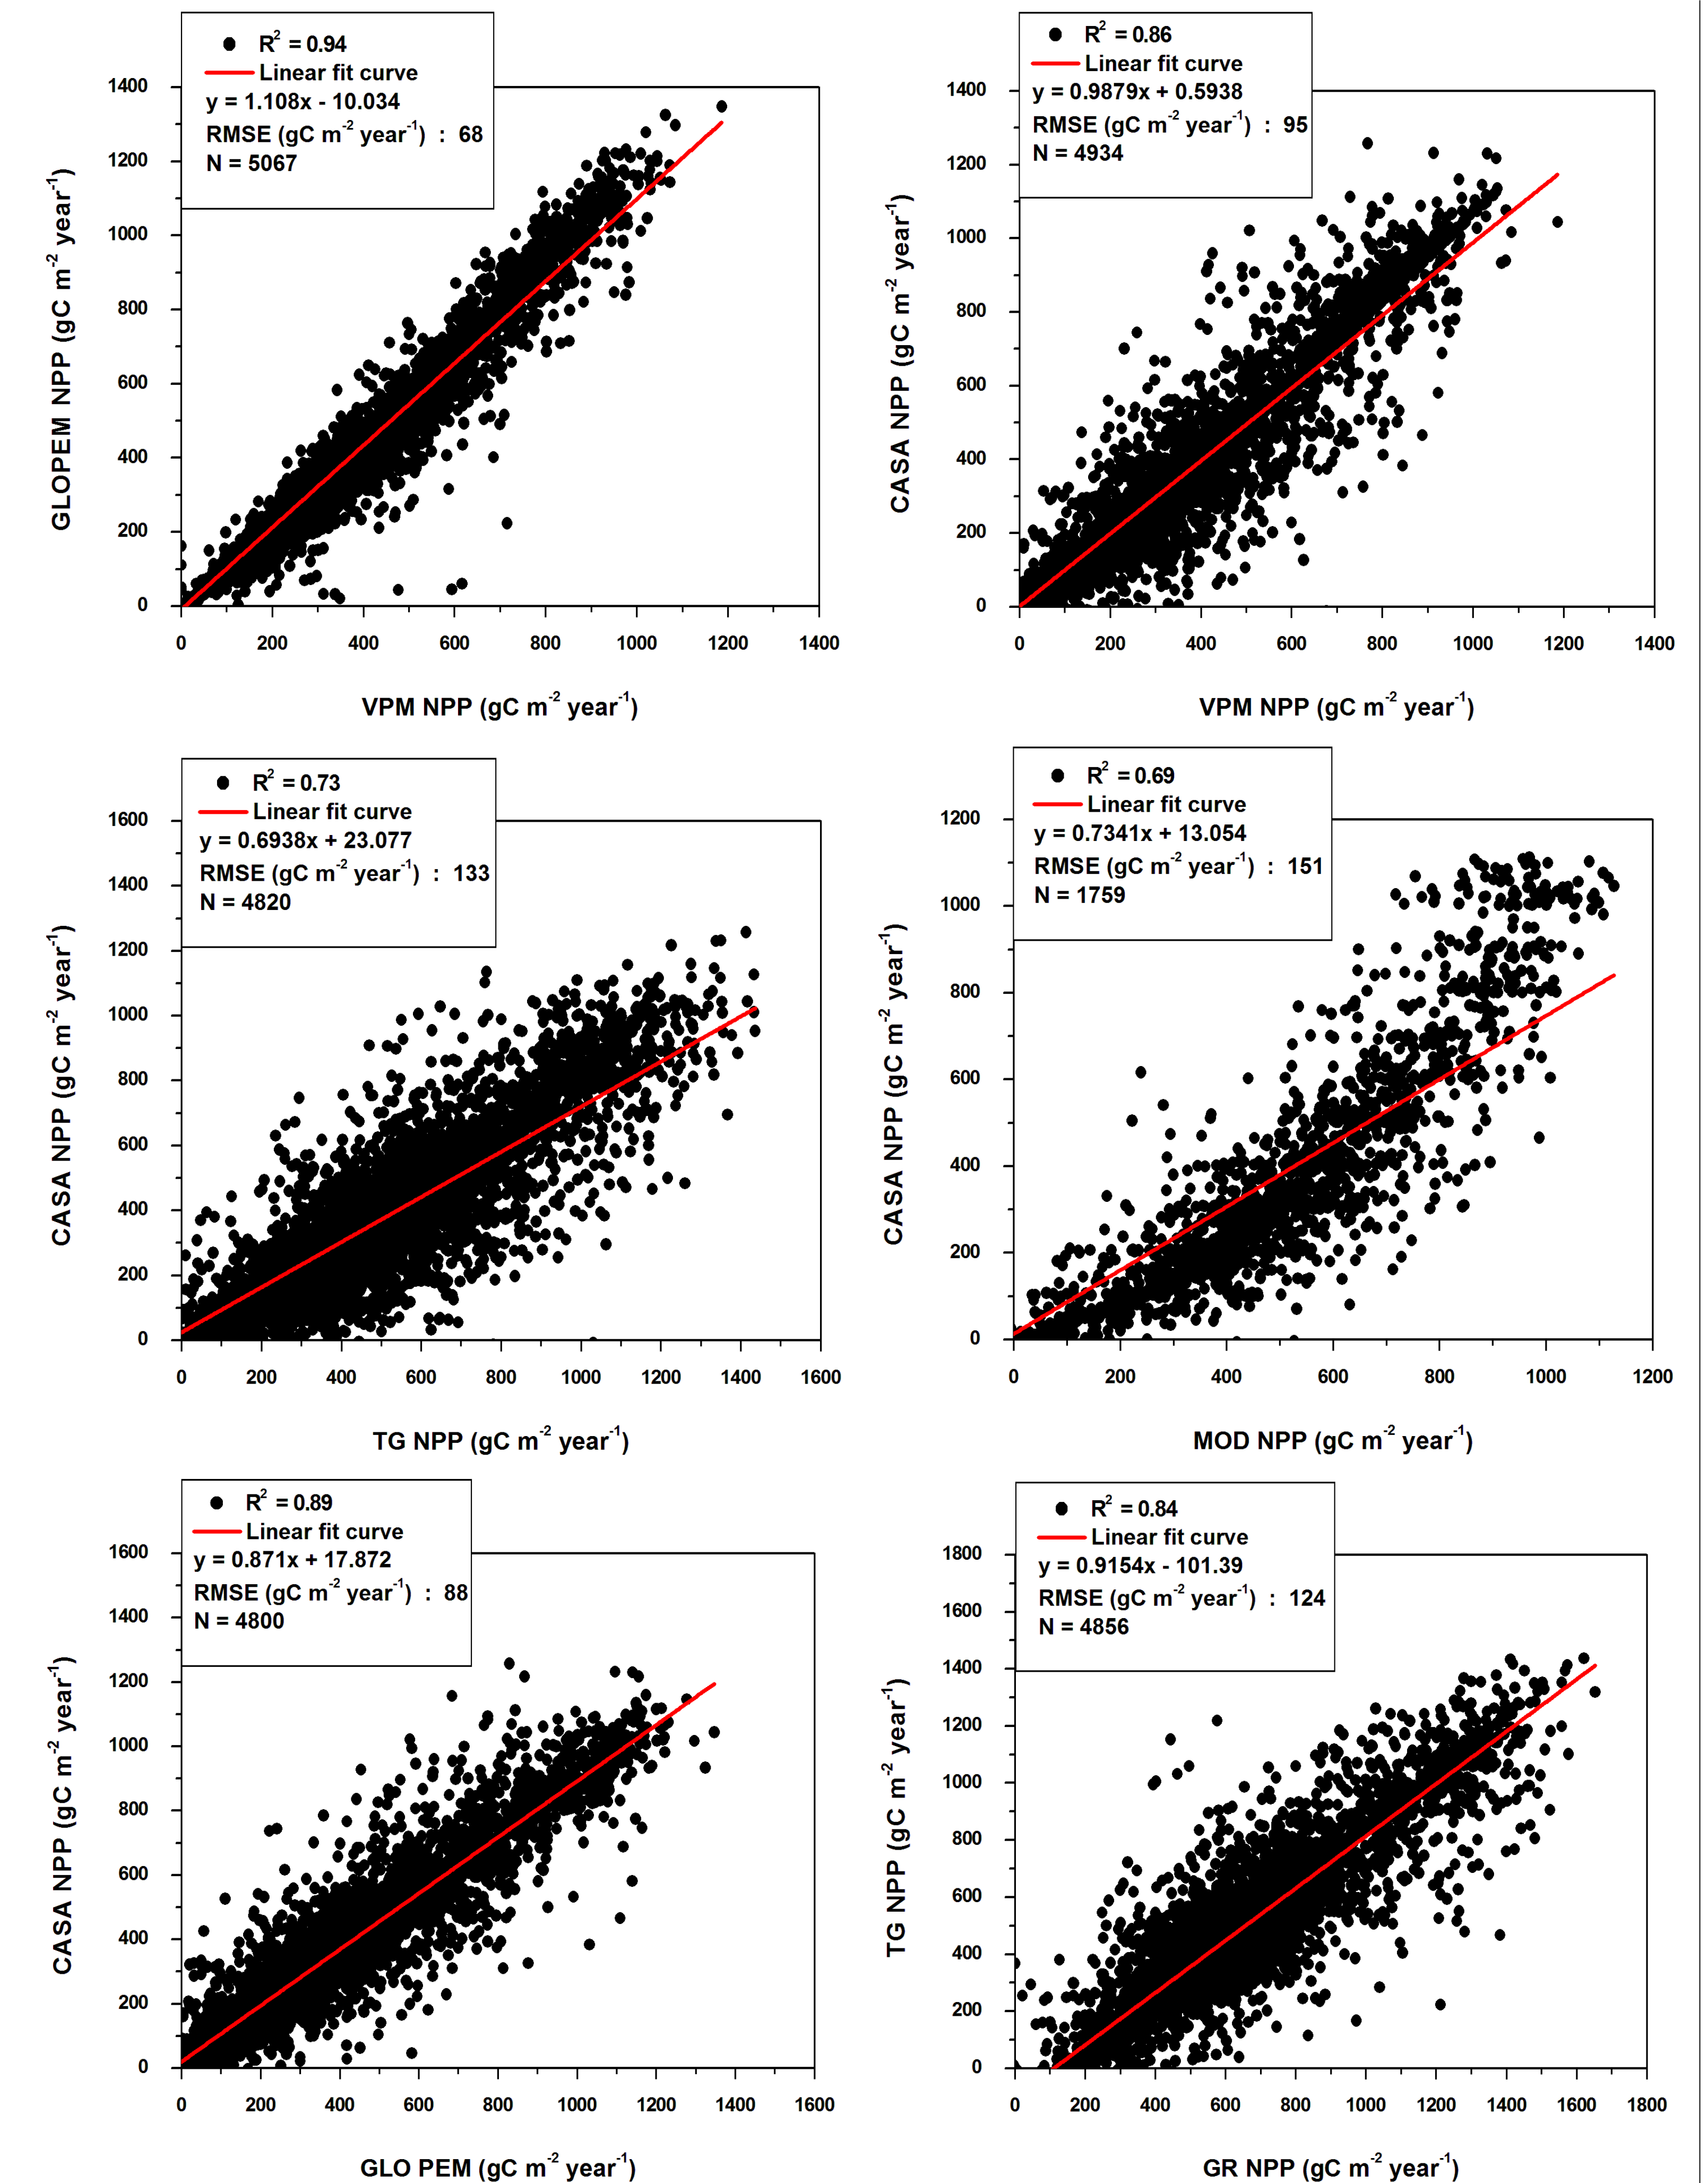 R² = 0.94
Linear fit curve
y = 1.108x - 10.034
RMSE (gC m⁻² year⁻¹) : 68
N = 5067
GLOPEM NPP (gC m⁻² year⁻¹)
1400
1200
1000
800
600
400
200
0
0 200 400 600 800 1000 1200 1400
VPM NPP (gC m⁻² year⁻¹)
R² = 0.86
Linear fit curve
y = 0.9879x + 0.5938
RMSE (gC m⁻² year⁻¹) : 95
N = 4934
CASA NPP (gC m⁻² year⁻¹)
1400
1200
1000
800
600
400
200
0
0 200 400 600 800 1000 1200 1400
VPM NPP (gC m⁻² year⁻¹)
R² = 0.73
Linear fit curve
y = 0.6938x + 23.077
RMSE (gC m⁻² year⁻¹) : 133
N = 4820
CASA NPP (gC m⁻² year⁻¹)
1600
1400
1200
1000
800
600
400
200
0
0 200 400 600 800 1000 1200 1400 1600
TG NPP (gC m⁻² year⁻¹)
R² = 0.69
Linear fit curve
y = 0.7341x + 13.054
RMSE (gC m⁻² year⁻¹) : 151
N = 1759
CASA NPP (gC m⁻² year⁻¹)
1200
1000
800
600
400
200
0
0 200 400 600 800 1000 1200
MOD NPP (gC m⁻² year⁻¹)
R² = 0.89
Linear fit curve
y = 0.871x + 17.872
RMSE (gC m⁻² year⁻¹) : 88
N = 4800
CASA NPP (gC m⁻² year⁻¹)
1600
1400
1200
1000
800
600
400
200
0
0 200 400 600 800 1000 1200 1400 1600
GLO PEM (gC m⁻² year⁻¹)
R² = 0.84
Linear fit curve
y = 0.9154x - 101.39
RMSE (gC m⁻² year⁻¹) : 124
N = 4856
TG NPP (gC m⁻² year⁻¹)
1800
1600
1400
1200
1000
800
600
400
200
0
0 200 400 600 800 1000 1200 1400 1600 1800
GR NPP (gC m⁻² year⁻¹)